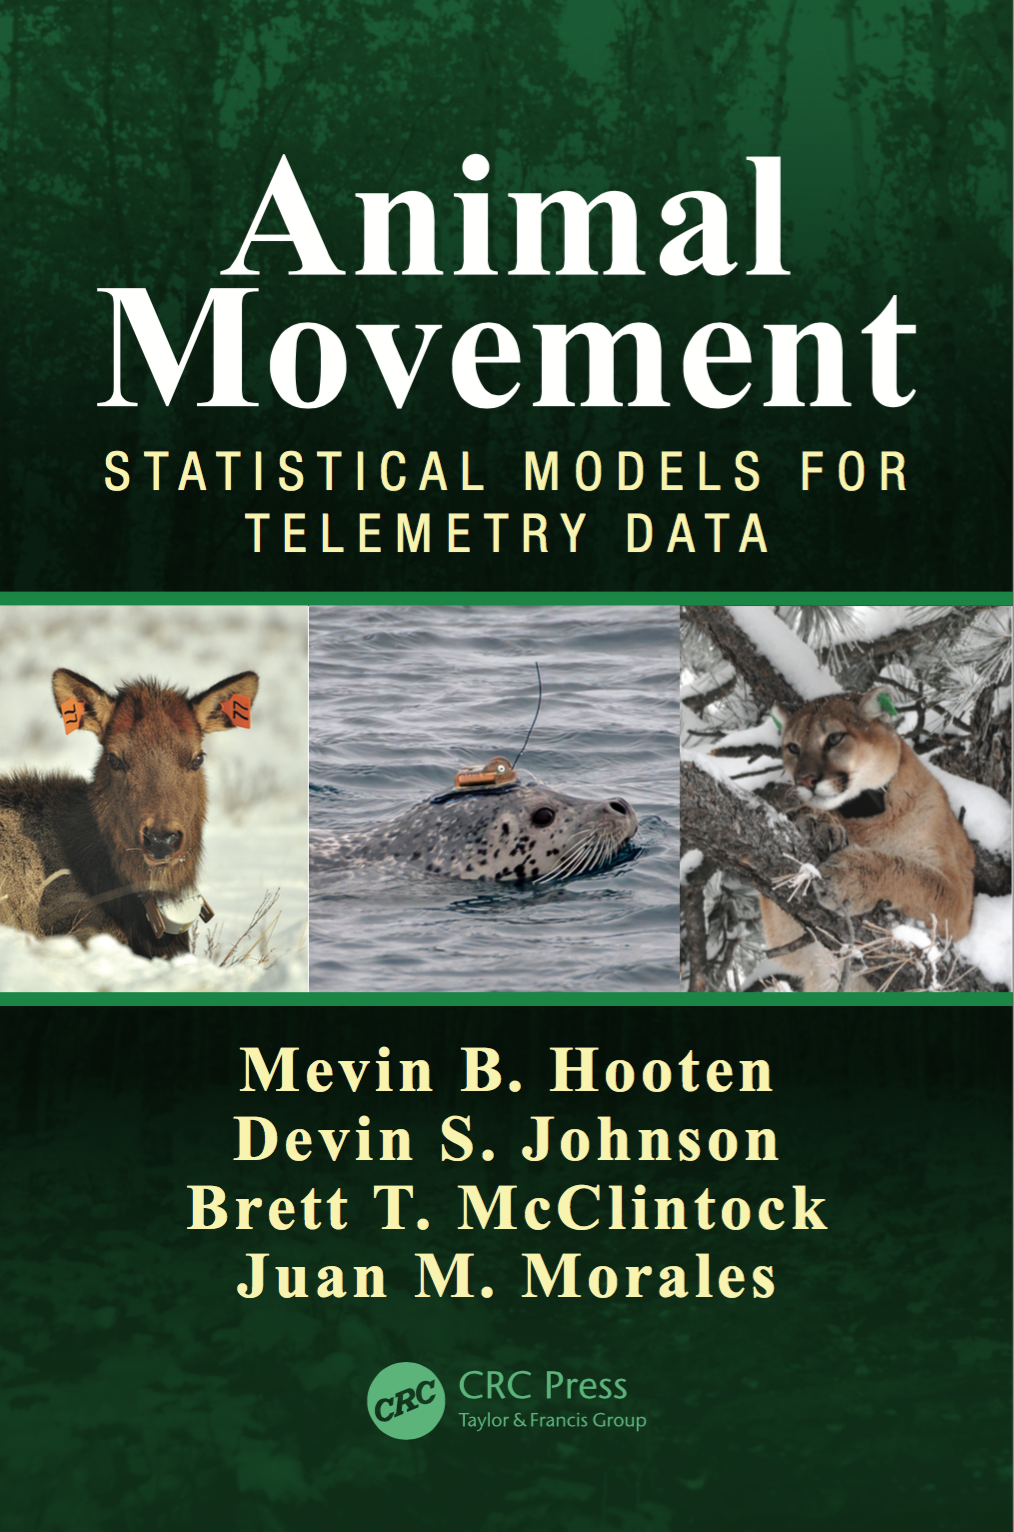 Animal
Movement
STATISTICAL MODELS FOR
TELEMETRY DATA
77
77
Mevin B. Hooten
Devin S. Johnson
Brett T. McClintock
Juan M. Morales
CRC
CRC Press
Taylor & Francis Group